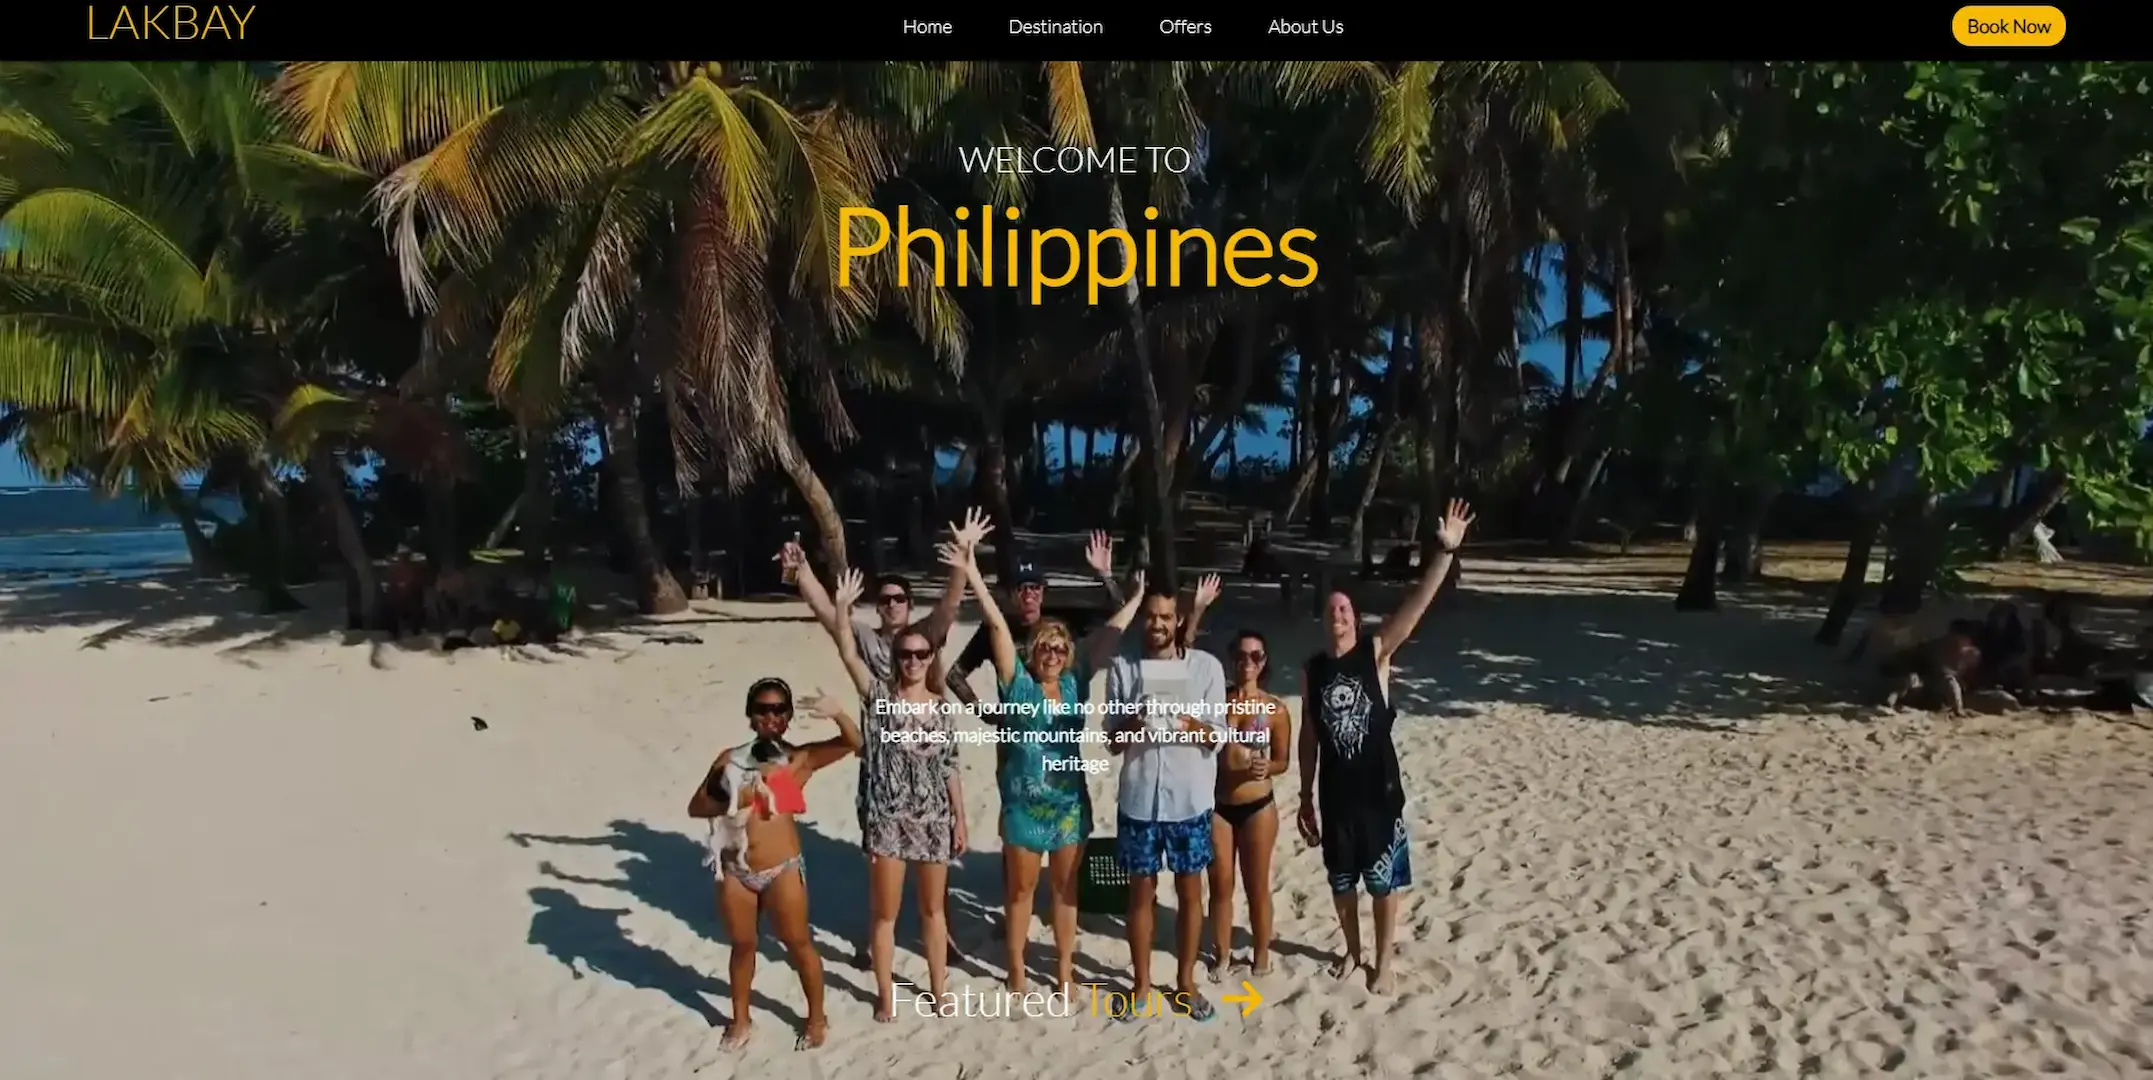 LAKBAY
Home
Destination
Offers
About Us
Book Now
WELCOME TO
Philippines
Embark on a journey like no other through pristine
beaches, majestic mountains, and vibrant cultural
heritage
Featured Tours